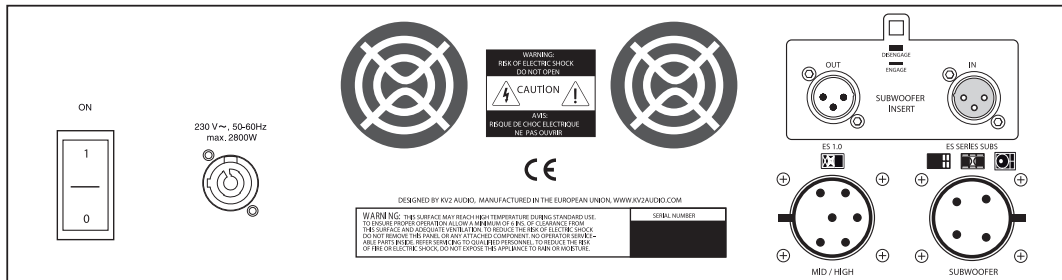 ON
1
0
230 V~, 50-60Hz
max. 2800W
WARNING:
RISK OF ELECTRIC SHOCK
DO NOT OPEN
CAUTION
AVIS:
RISQUE DE CHOC ELECTRIQUE
NE PAS OUVRIR
CE
DESIGNED BY KV2 AUDIO, MANUFACTURED IN THE EUROPEAN UNION, WWW.KV2AUDIO.COM
WARNING: THIS SURFACE MAY REACH HIGH TEMPERATURE DURING STANDARD USE.
TO ENSURE PROPER OPERATION ALLOW A MINIMUM OF 6 INS. OF CLEARANCE FROM
THIS SURFACE AND ADEQUATE VENTILATION. TO REDUCE THE RISK OF ELECTRIC SHOCK
DO NOT REMOVE THIS PANEL OR ANY ATTACHED COMPONENT. NO OPERATOR SERVICE-
ABLE PARTS INSIDE. REFER SERVICING TO QUALIFIED PERSONNEL. TO REDUCE THE RISK
OF FIRE OR ELECTRIC SHOCK, DO NOT EXPOSE THIS APPLIANCE TO RAIN OR MOISTURE.
SERIAL NUMBER
DISENGAGE
ENGAGE
OUT
IN
SUBWOOFER
INSERT
ES 1.0
ES SERIES SUBS
MID / HIGH
SUBWOOFER